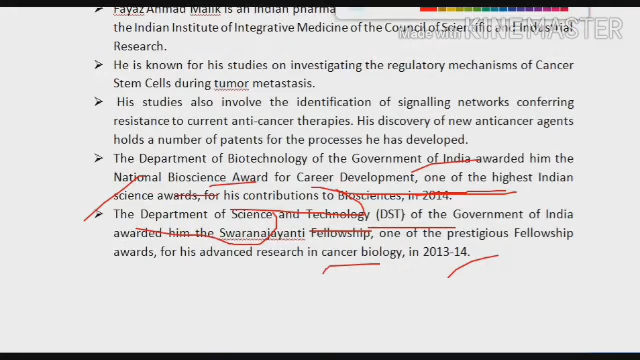 Fayaz Ahmad Malik is an Indian pharma
the Indian Institute of Integrative Medicine of the Council of Scientific and Industrial
Research.
Made with KINEMASTER
➤ He is known for his studies on investigating the regulatory mechanisms of Cancer
Stem Cells during tumor metastasis.
➤ His studies also involve the identification of signalling networks conferring
resistance to current anti-cancer therapies. His discovery of new anticancer agents
holds a number of patents for the processes he has developed.
➤ The Department of Biotechnology of the Government of India awarded him the
National Bioscience Award for Career Development, one of the highest Indian
science awards, for his contributions to Biosciences, in 2014.
➤ The Department of Science and Technology (DST) of the Government of India
awarded him the Swaranajayanti Fellowship, one of the prestigious Fellowship
awards, for his advanced research in cancer biology, in 2013-14.